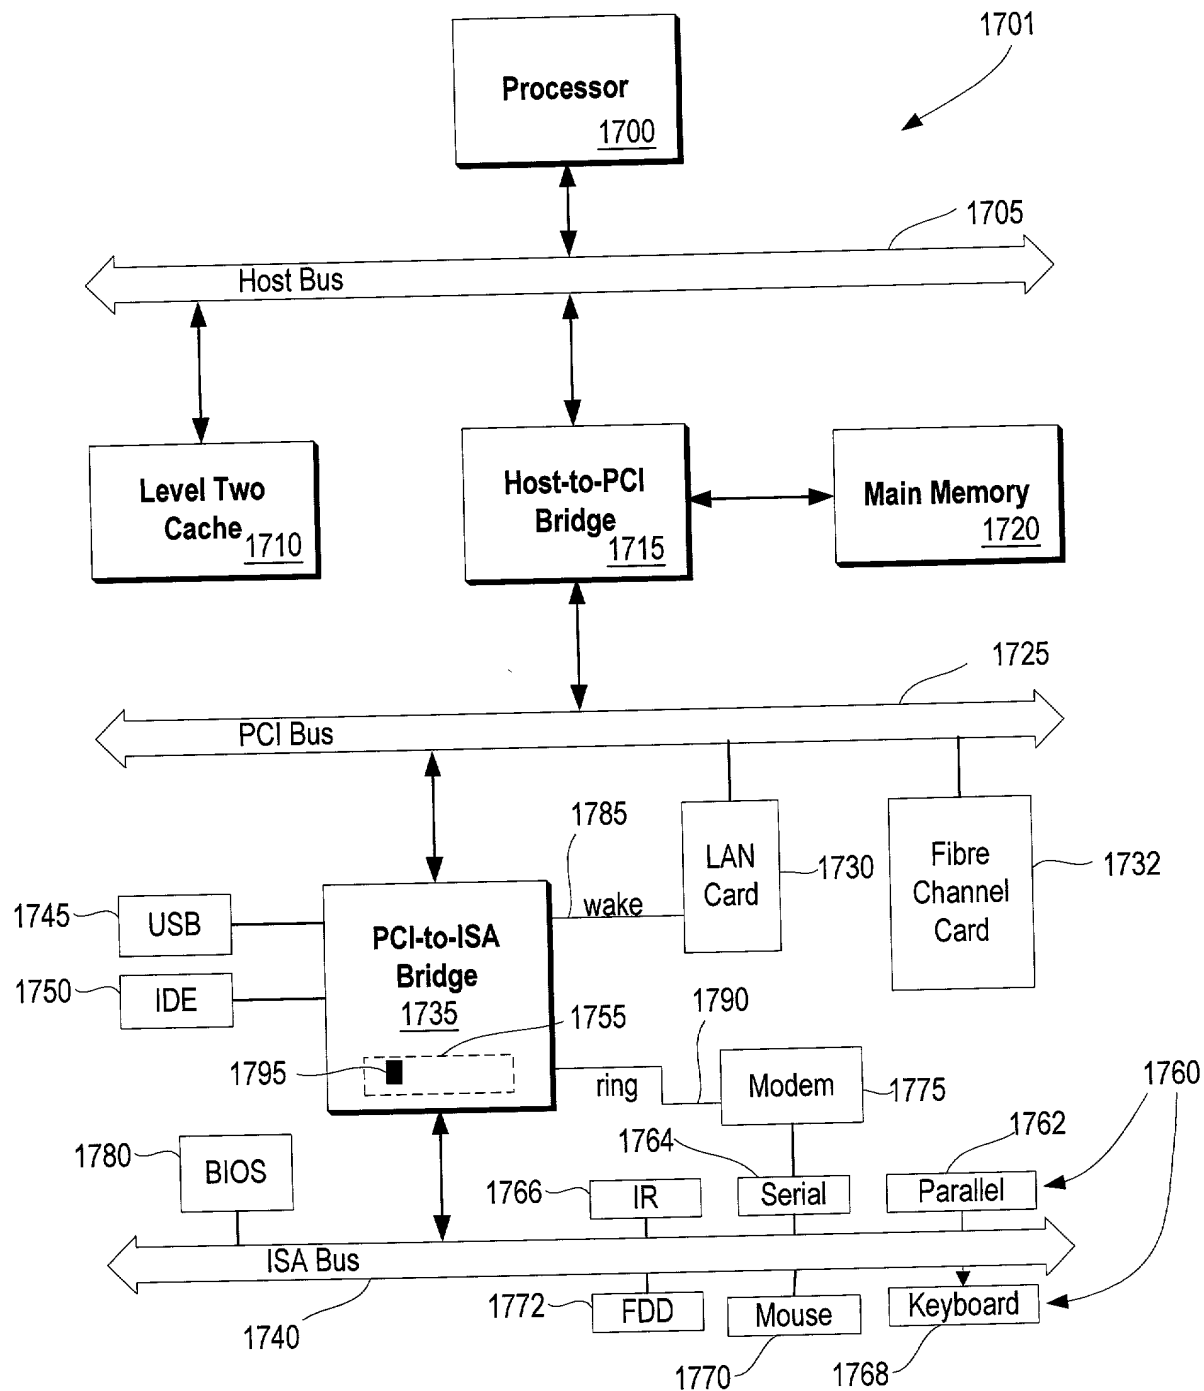 1701
Processor
1700
1705
Host Bus
Level Two
Cache
1710
Host-to-PCI
Bridge
1715
Main Memory
1720
1725
PCI Bus
1785
wake
LAN
Card
1730
Fibre
Channel
Card
1732
1745
USB
1750
IDE
PCI-to-ISA
Bridge
1735
1755
1795
1790
ring
Modem
1775
1760
1780
BIOS
1766
IR
1764
Serial
1762
Parallel
ISA Bus
1740
1772
FDD
Mouse
1770
Keyboard
1768